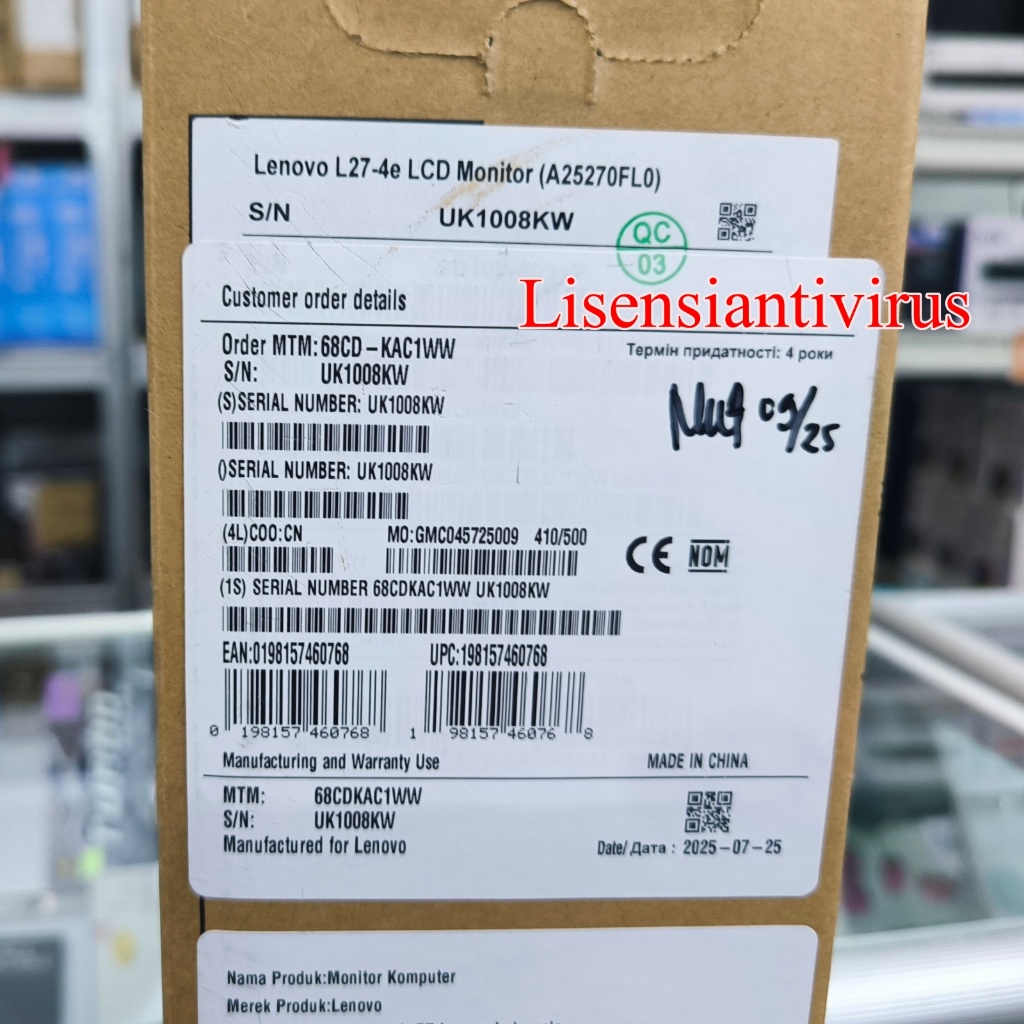 Lenovo L27-4e LCD Monitor (A25270FL0)
S/N UK1008KW
QC
03
Customer order details
Lisensiantivirus
Order MTM:68CD-KAC1WW
Термін придатності: 4 роки
S/N: UK1008KW
(S)SERIAL NUMBER: UK1008KW
09/25
()SERIAL NUMBER: UK1008KW
(4L)COO:CN MO:GMC045725009 410/500
CE NOM
(1S) SERIAL NUMBER 68CDKAC1WW UK1008KW
EAN:0198157460768 UPC:198157460768
0 198157 460768 1 98157 46076 8
Manufacturing and Warranty Use MADE IN CHINA
MTM: 68CDKAC1WW
S/N: UK1008KW
Manufactured for Lenovo
Date/Дата : 2025-07-25
Nama Produk:Monitor Komputer
Merek Produk:Lenovo